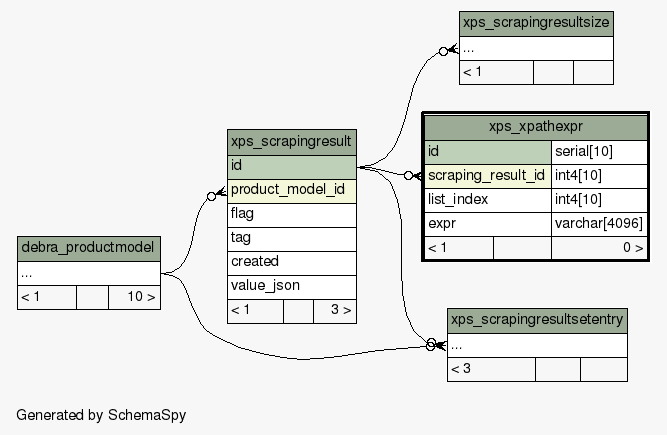 xps_scrapingresultsize
...
< 1
xps_xpathexpr
id serial[10]
scraping_result_id int4[10]
list_index int4[10]
expr varchar[4096]
< 1 0 >
xps_scrapingresult
id
product_model_id
flag
tag
created
value_json
< 1 3 >
debra_productmodel
...
< 1 10 >
xps_scrapingresultsetentry
...
< 3
Generated by SchemaSpy